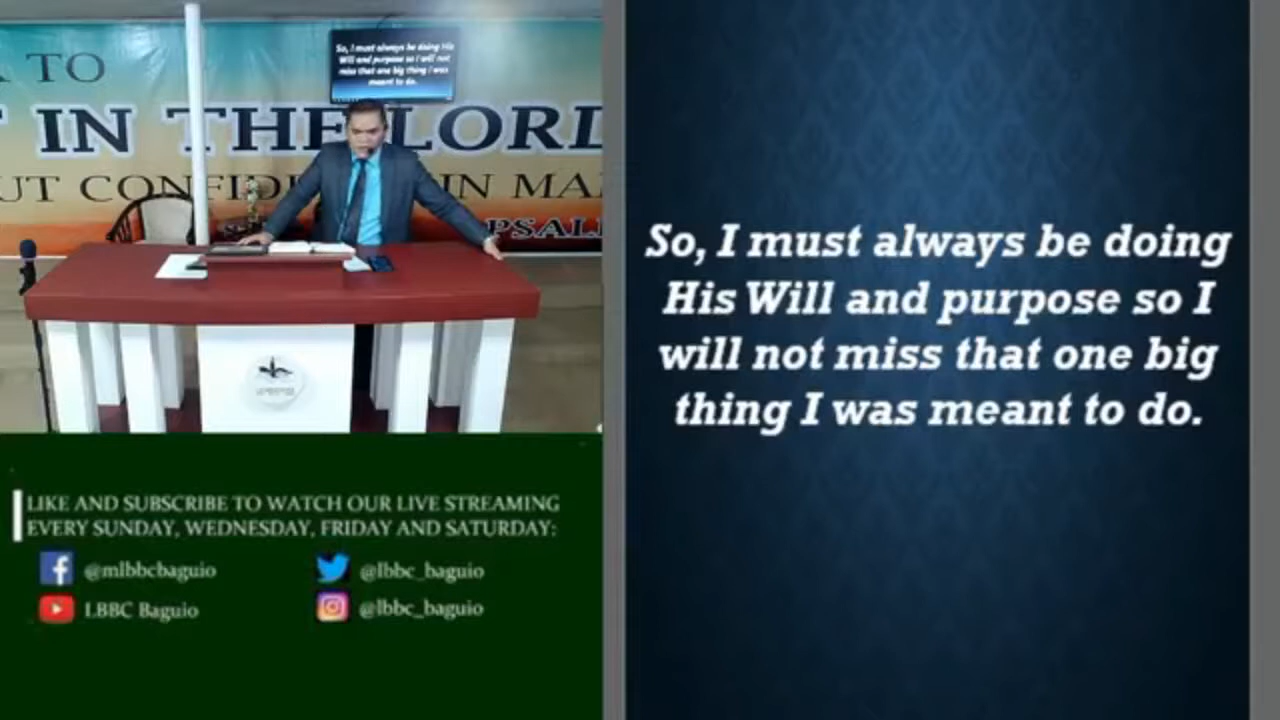 So, I must always be doing His
Will and purpose so I will not
miss that one big thing I was
meant to do.
TO
IN THE LORD
CONFID IN MAN
PSAL
LIKE AND SUBSCRIBE TO WATCH OUR LIVE STREAMING
EVERY SUNDAY, WEDNESDAY, FRIDAY AND SATURDAY:
@mlbbcbaguio
@lbbc_baguio
LBBC Baguio
@lbbc_baguio
So, I must always be doing
His Will and purpose so I
will not miss that one big
thing I was meant to do.